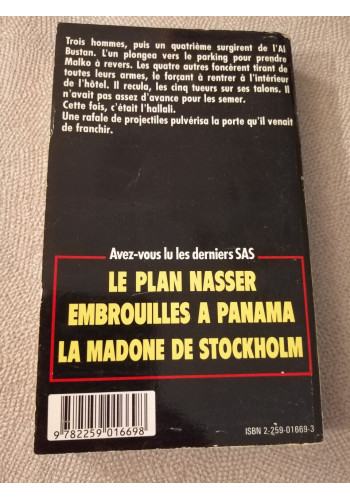 Trois hommes, puis un quatrième surgirent de l'Al
Bustan. L'un plongea vers le parking pour prendre
Malko à revers. Les quatre autres foncèrent tirant de
toutes leurs armes, le forçant à rentrer à l'intérieur
de l'hôtel. Il recula, les cinq tueurs sur ses talons. Il
n'avait pas assez d'avance pour les semer.
Cette fois, c'était l'hallali.
Une rafale de projectiles pulvérisa la porte qu'il venait
de franchir.
Avez-vous lu les derniers SAS
LE PLAN NASSER
EMBROUILLES A PANAMA
LA MADONE DE STOCKHOLM
9 782259 016698
ISBN 2-259-01669-3